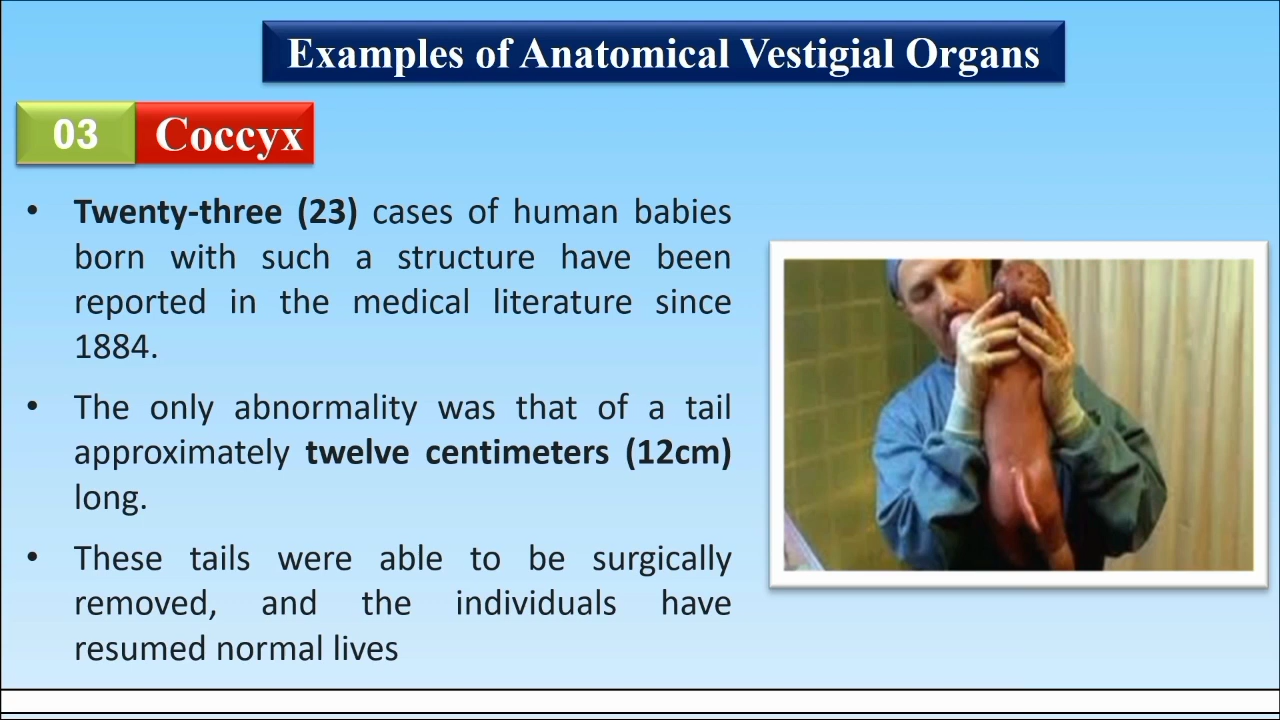 Examples of Anatomical Vestigial Organs
03 Coccyx
• Twenty-three (23) cases of human babies
born with such a structure have been
reported in the medical literature since
1884.
• The only abnormality was that of a tail
approximately twelve centimeters (12cm)
long.
• These tails were able to be surgically
removed, and the individuals have
resumed normal lives